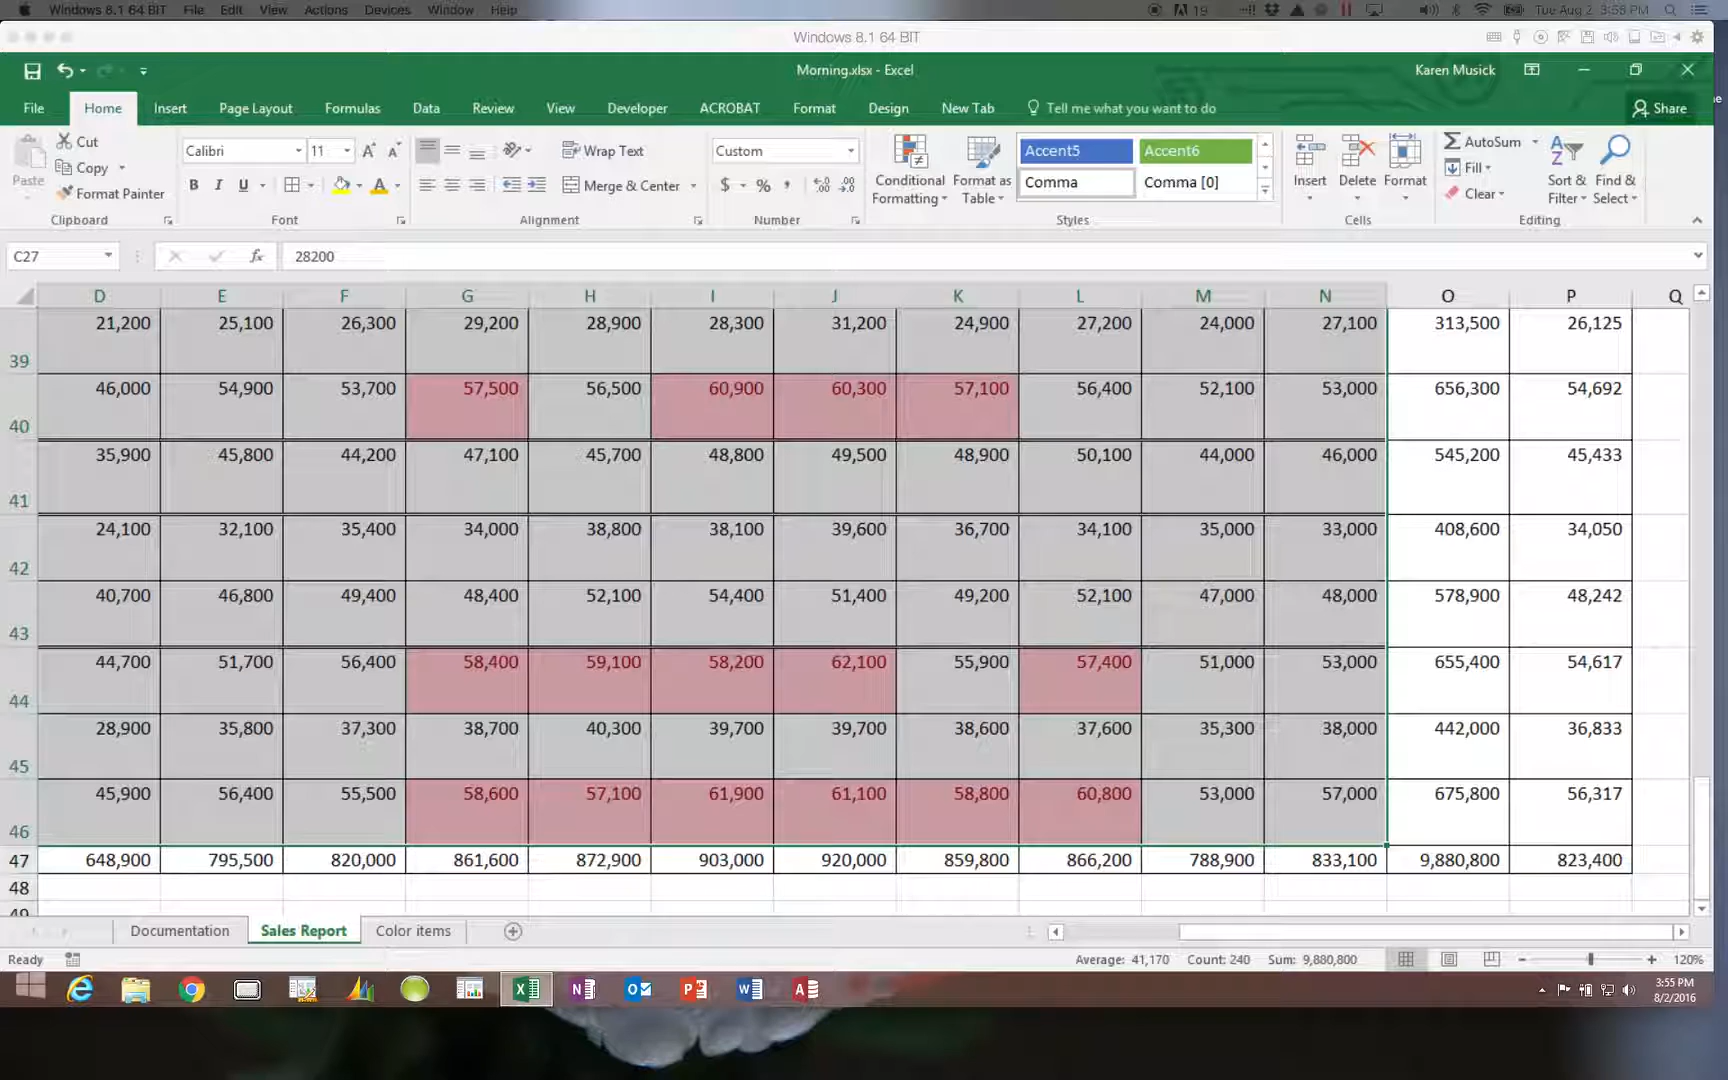 Windows 8.1 64 BIT File Edit View Actions Devices Window Help 19 Tue Aug 2 3:58 PM
Windows 8.1 64 BIT
Morning.xlsx - Excel Karen Musick
File Home Insert Page Layout Formulas Data Review View Developer ACROBAT Format Design New Tab Tell me what you want to do Share
Paste Cut Copy Format Painter Clipboard
Calibri 11 B I U A Font
Wrap Text Merge & Center Alignment
Custom $ % , Number
Conditional Formatting Format as Table Accent5 Accent6 Comma Comma [0] Styles
Insert Delete Format Cells
AutoSum Fill Clear Sort & Filter Find & Select Editing
C27 fx 28200
D E F G H I J K L M N O P Q
39 21,200 25,100 26,300 29,200 28,900 28,300 31,200 24,900 27,200 24,000 27,100 313,500 26,125
40 46,000 54,900 53,700 57,500 56,500 60,900 60,300 57,100 56,400 52,100 53,000 656,300 54,692
41 35,900 45,800 44,200 47,100 45,700 48,800 49,500 48,900 50,100 44,000 46,000 545,200 45,433
42 24,100 32,100 35,400 34,000 38,800 38,100 39,600 36,700 34,100 35,000 33,000 408,600 34,050
43 40,700 46,800 49,400 48,400 52,100 54,400 51,400 49,200 52,100 47,000 48,000 578,900 48,242
44 44,700 51,700 56,400 58,400 59,100 58,200 62,100 55,900 57,400 51,000 53,000 655,400 54,617
45 28,900 35,800 37,300 38,700 40,300 39,700 39,700 38,600 37,600 35,300 38,000 442,000 36,833
46 45,900 56,400 55,500 58,600 57,100 61,900 61,100 58,800 60,800 53,000 57,000 675,800 56,317
47 648,900 795,500 820,000 861,600 872,900 903,000 920,000 859,800 866,200 788,900 833,100 9,880,800 823,400
48
49
Documentation Sales Report Color items
Ready Average: 41,170 Count: 240 Sum: 9,880,800 120%
3:55 PM
8/2/2016